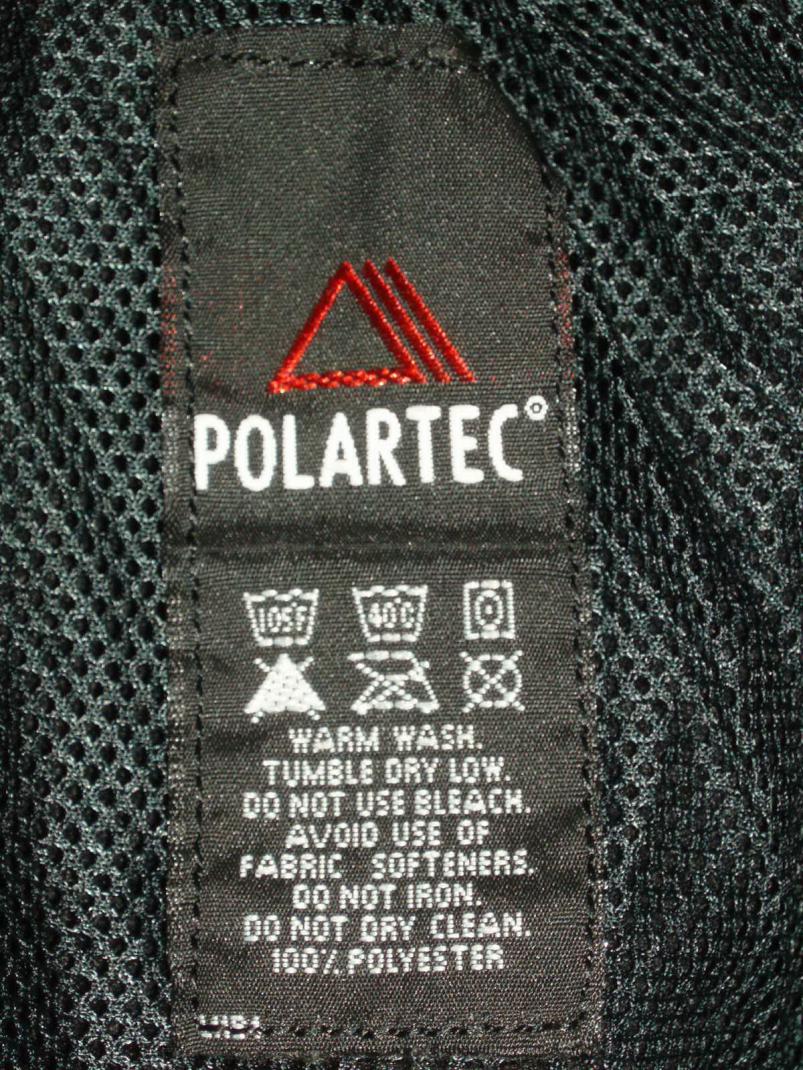 POLARTEC®
105°F 40°C
WARM WASH.
TUMBLE DRY LOW.
DO NOT USE BLEACH.
AVOID USE OF
FABRIC SOFTENERS.
DO NOT IRON.
DO NOT DRY CLEAN.
100% POLYESTER